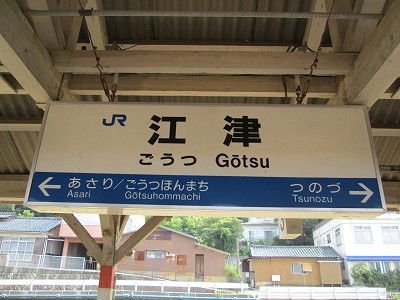 JR 江津
ごうつ Gōtsu
← あさり/ごうつほんまち つのづ →
Asari Gōtsuhommachi Tsunozu